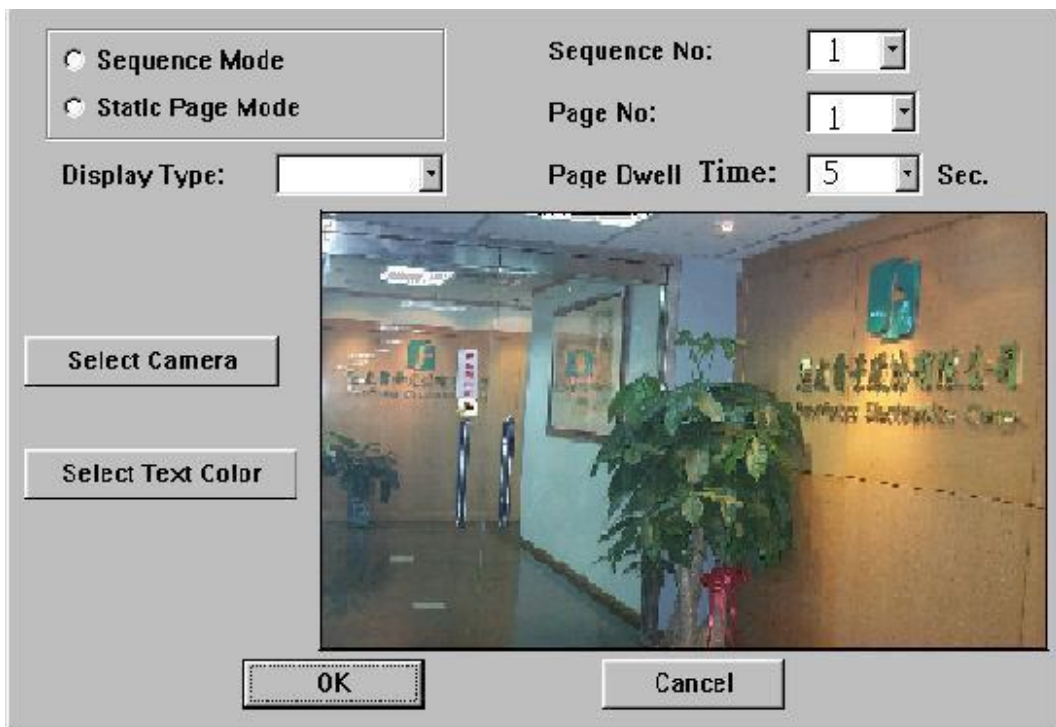 Sequence Mode
Static Page Mode
Display Type:
Sequence No: 1
Page No: 1
Page Dwell Time: 5 Sec.
Select Camera
Select Text Color
OK
Cancel